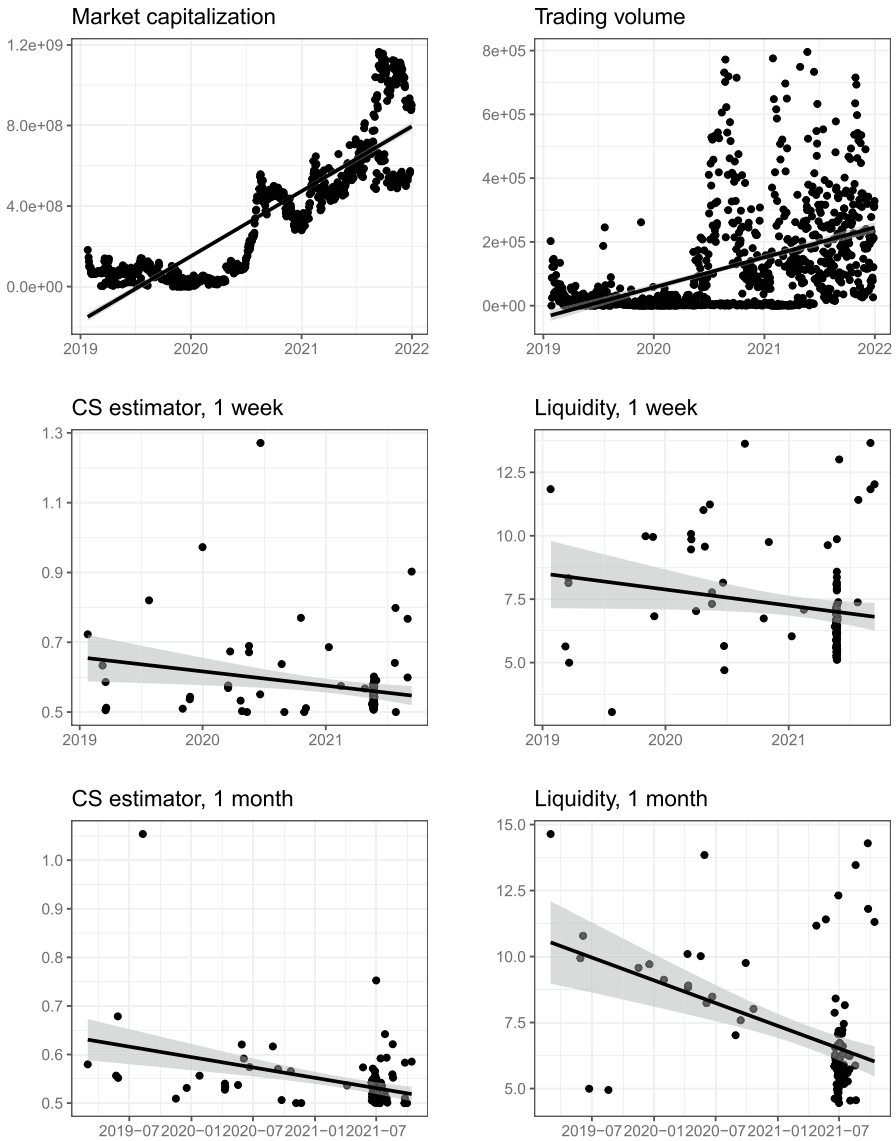 Market capitalization
1.2e+09
8.0e+08
4.0e+08
0.0e+00
2019 2020 2021 2022
Trading volume
8e+05
6e+05
4e+05
2e+05
0e+00
2019 2020 2021 2022
CS estimator, 1 week
1.3
1.1
0.9
0.7
0.5
2019 2020 2021
Liquidity, 1 week
12.5
10.0
7.5
5.0
2019 2020 2021
CS estimator, 1 month
1.0
0.9
0.8
0.7
0.6
0.5
2019−07 2020−01 2020−07 2021−01 2021−07
Liquidity, 1 month
15.0
12.5
10.0
7.5
5.0
2019−07 2020−01 2020−07 2021−01 2021−07